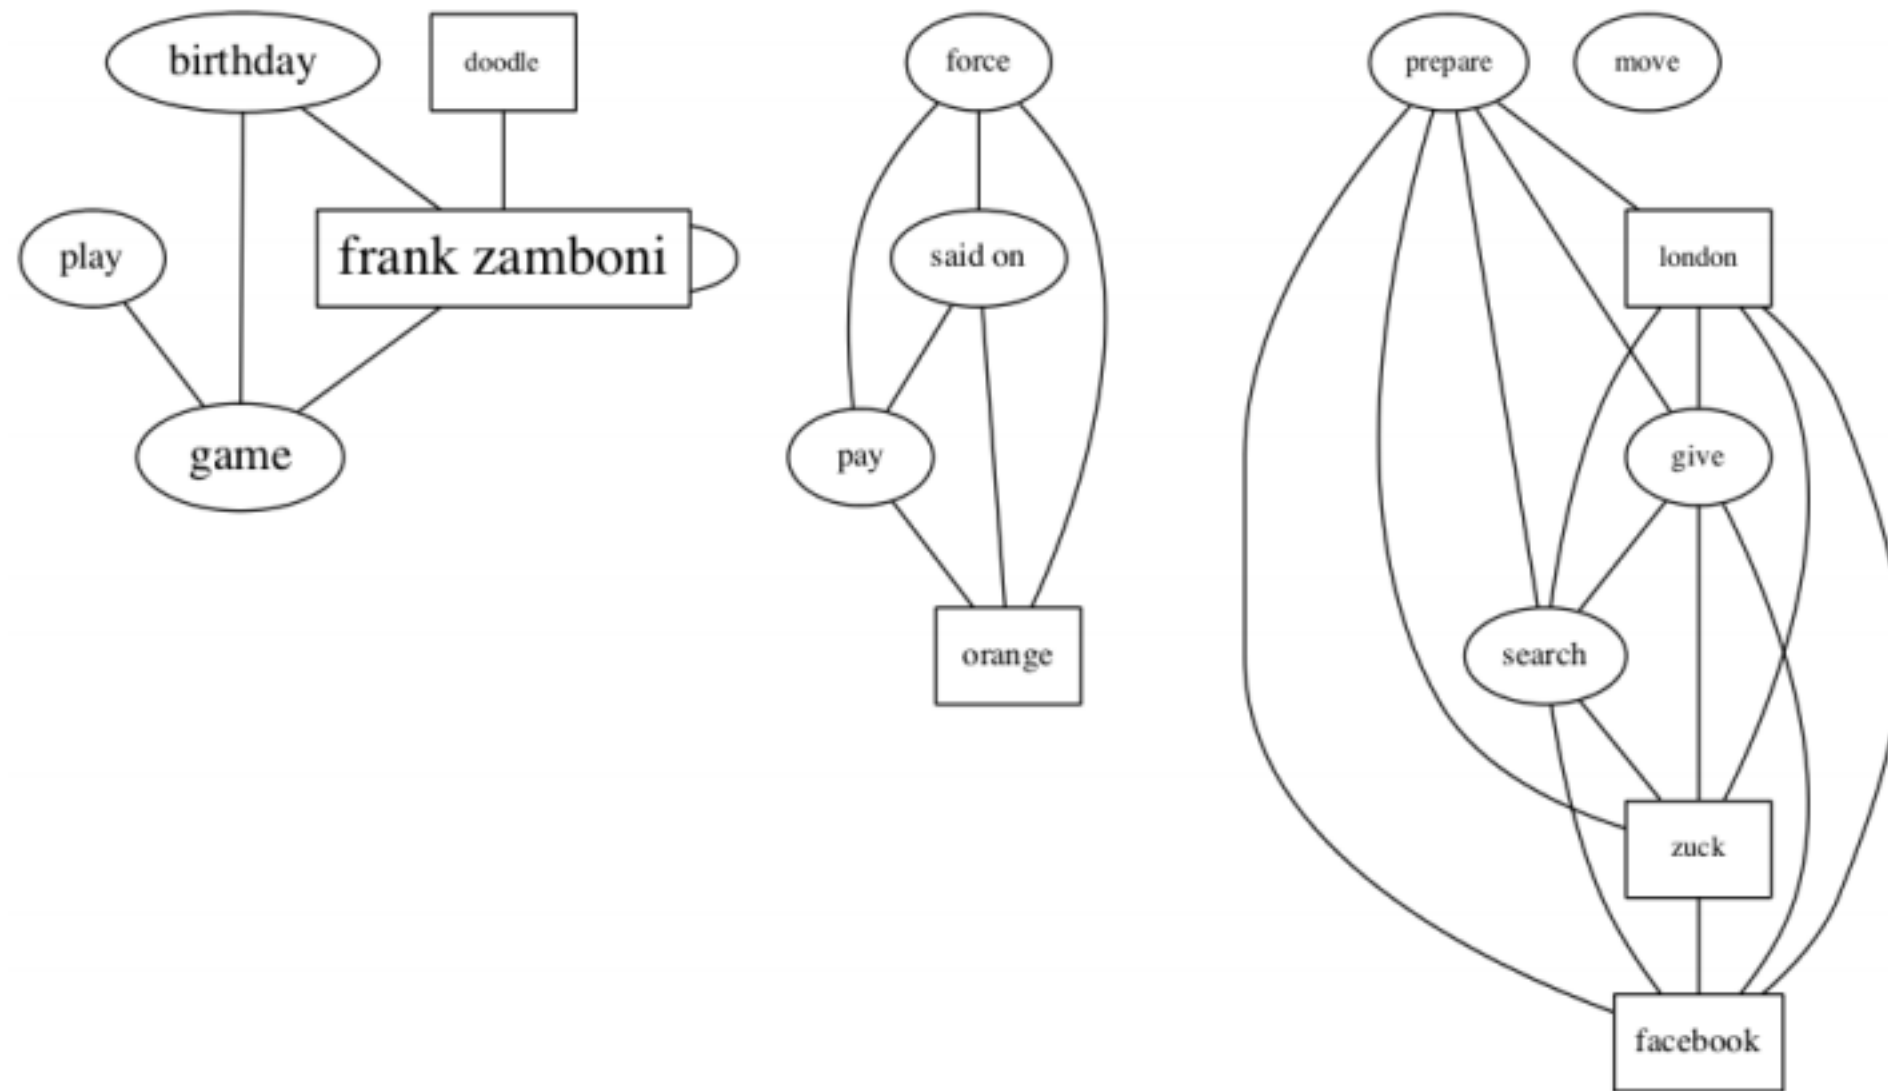 birthday
doodle
play
frank zamboni
game
force
said on
pay
orange
prepare
move
london
give
search
zuck
facebook